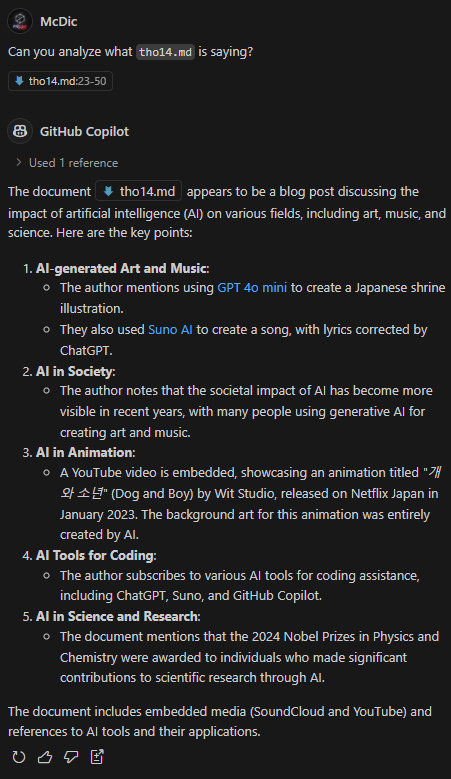 McDic
Can you analyze what tho14.md is saying?
tho14.md:23-50
GitHub Copilot
Used 1 reference
The document tho14.md appears to be a blog post discussing the
impact of artificial intelligence (AI) on various fields, including art, music, and
science. Here are the key points:
1. AI-generated Art and Music:
The author mentions using GPT 4o mini to create a Japanese shrine
illustration.
They also used Suno AI to create a song, with lyrics corrected by
ChatGPT.
2. AI in Society:
The author notes that the societal impact of AI has become more
visible in recent years, with many people using generative AI for
creating art and music.
3. AI in Animation:
A YouTube video is embedded, showcasing an animation titled "개
와 소년" (Dog and Boy) by Wit Studio, released on Netflix Japan in
January 2023. The background art for this animation was entirely
created by AI.
4. AI Tools for Coding:
The author subscribes to various AI tools for coding assistance,
including ChatGPT, Suno, and GitHub Copilot.
5. AI in Science and Research:
The document mentions that the 2024 Nobel Prizes in Physics and
Chemistry were awarded to individuals who made significant
contributions to scientific research through AI.
The document includes embedded media (SoundCloud and YouTube) and
references to AI tools and their applications.